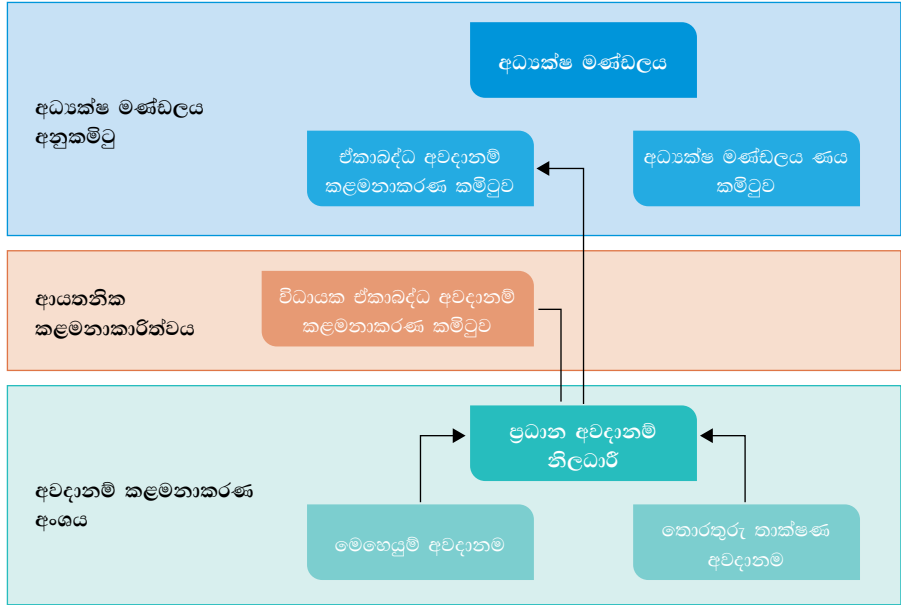 අධ්‍යක්ෂ මණ්ඩලය
අධ්‍යක්ෂ මණ්ඩලය
අනුකමිටු
ඒකාබද්ධ අවදානම්
කළමනාකරණ කමිටුව
අධ්‍යක්ෂ මණ්ඩලය ණය
කමිටුව
ආයතනික
කළමනාකාරිත්වය
විධායක ඒකාබද්ධ අවදානම්
කළමනාකරණ කමිටුව
ප්‍රධාන අවදානම්
නිලධාරී
අවදානම් කළමනාකරණ
අංශය
මෙහෙයුම් අවදානම
තොරතුරු තාක්ෂණ
අවදානම